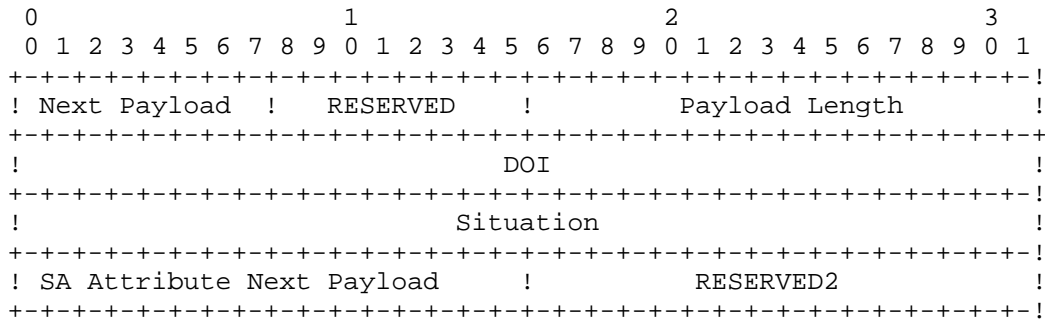 0                   1                   2                   3
 0 1 2 3 4 5 6 7 8 9 0 1 2 3 4 5 6 7 8 9 0 1 2 3 4 5 6 7 8 9 0 1
+-+-+-+-+-+-+-+-+-+-+-+-+-+-+-+-+-+-+-+-+-+-+-+-+-+-+-+-+-+-+-+-!
! Next Payload  !   RESERVED    !         Payload Length        !
+-+-+-+-+-+-+-+-+-+-+-+-+-+-+-+-+-+-+-+-+-+-+-+-+-+-+-+-+-+-+-+-+
!                              DOI                              !
+-+-+-+-+-+-+-+-+-+-+-+-+-+-+-+-+-+-+-+-+-+-+-+-+-+-+-+-+-+-+-+-!
!                           Situation                           !
+-+-+-+-+-+-+-+-+-+-+-+-+-+-+-+-+-+-+-+-+-+-+-+-+-+-+-+-+-+-+-+-!
! SA Attribute Next Payload     !          RESERVED2            !
+-+-+-+-+-+-+-+-+-+-+-+-+-+-+-+-+-+-+-+-+-+-+-+-+-+-+-+-+-+-+-+-!